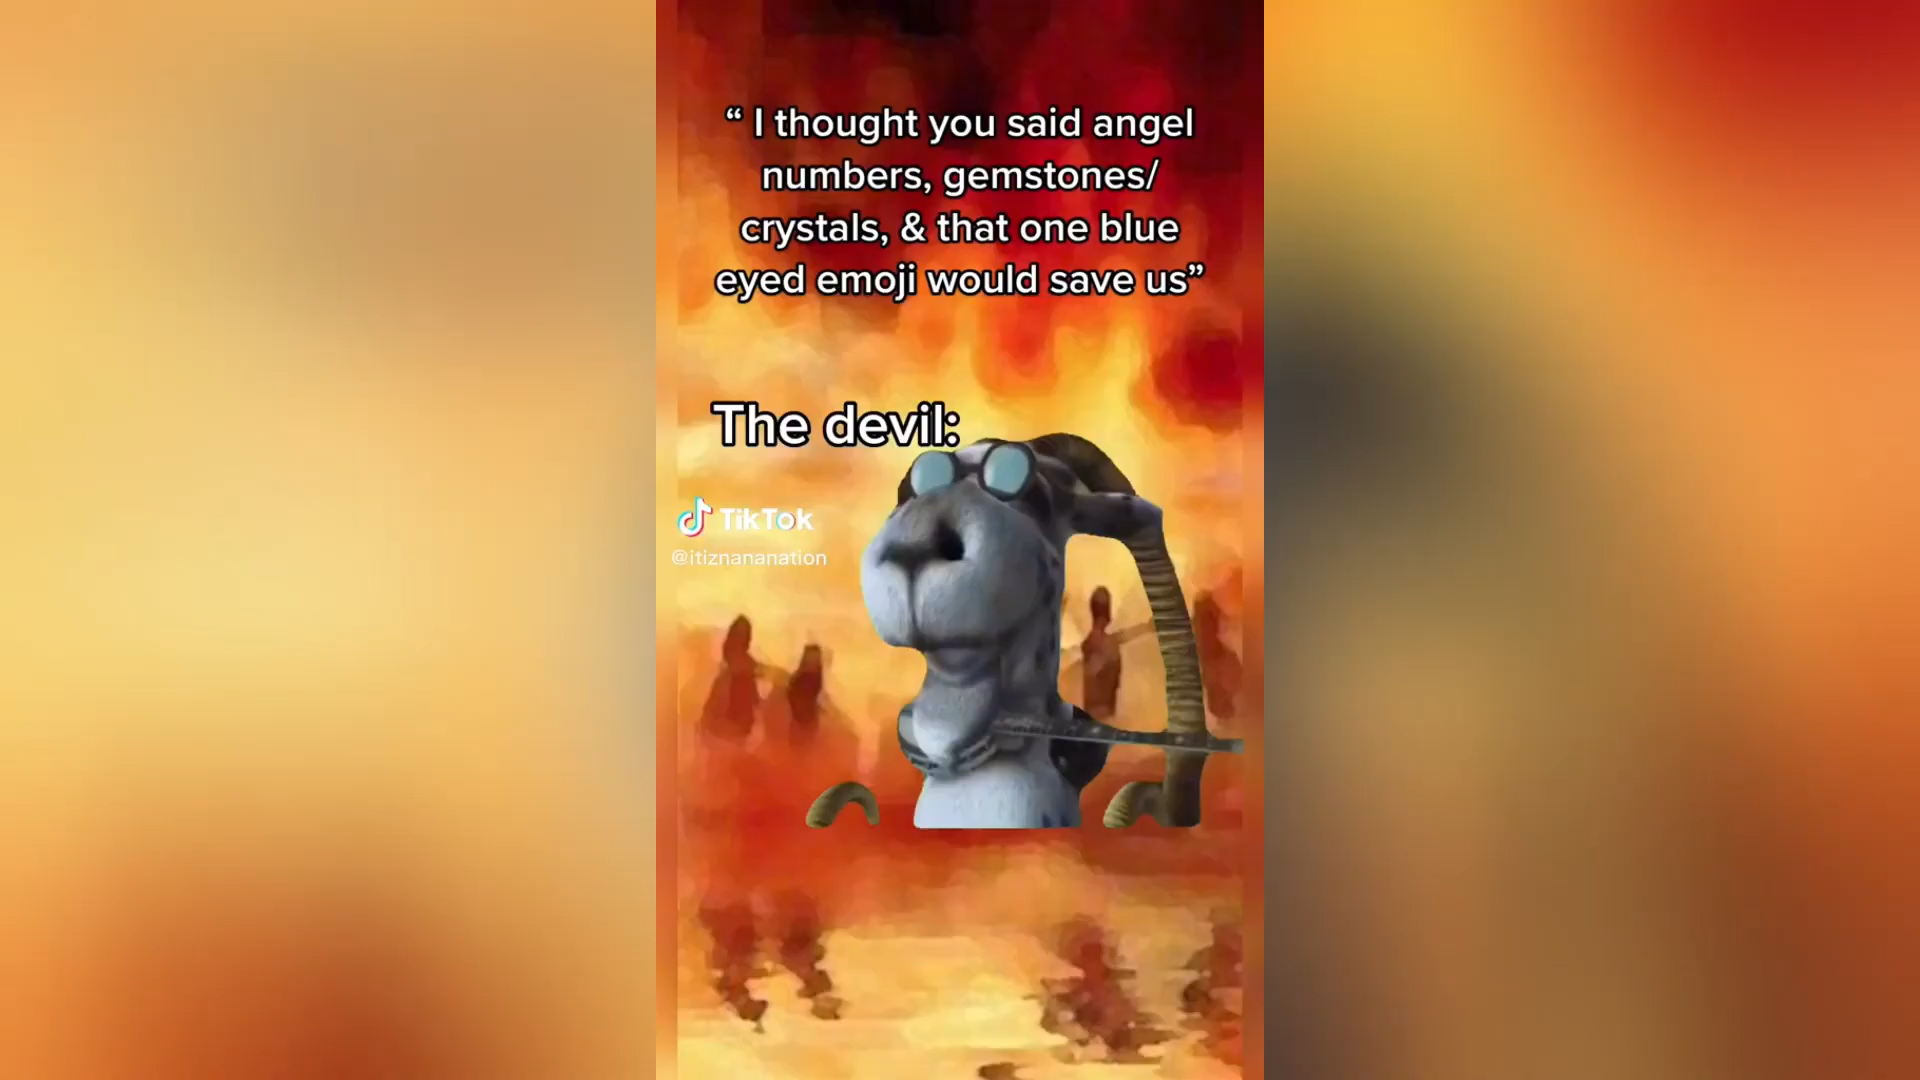 “ I thought you said angel
numbers, gemstones/
crystals, & that one blue
eyed emoji would save us”
The devil:
TikTok
@itiznananation